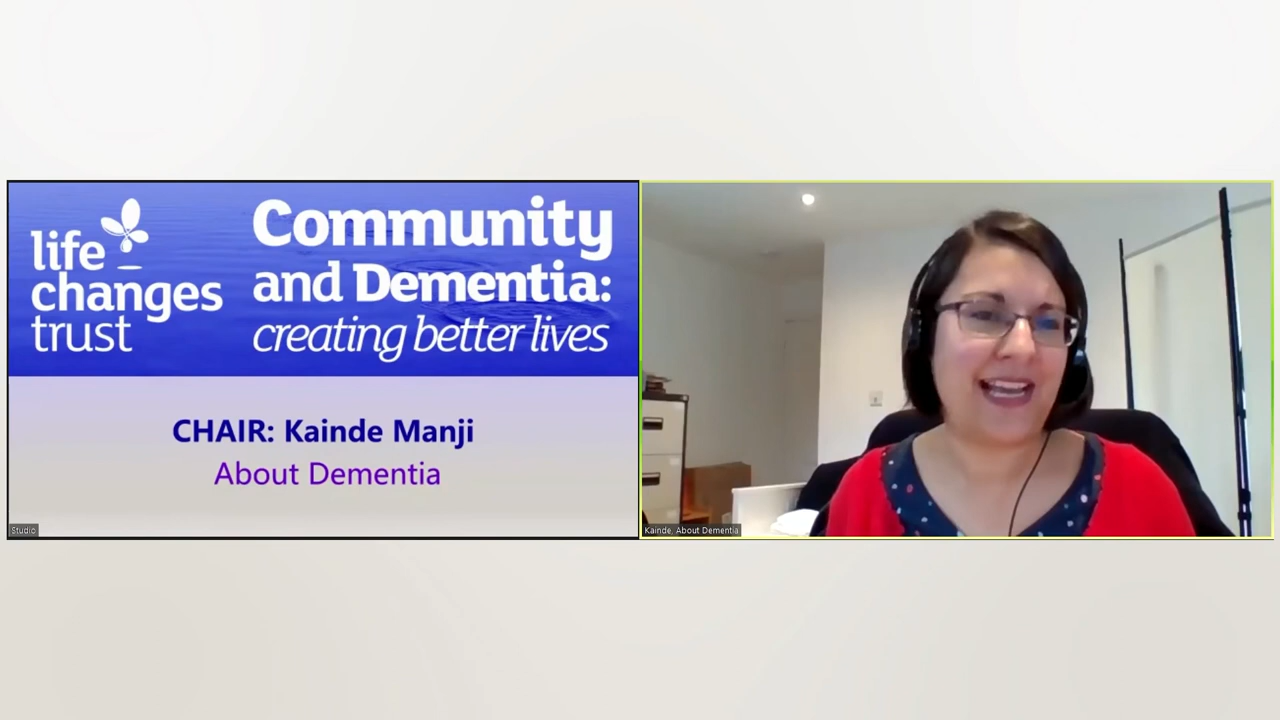 life
changes
trust
Community
and Dementia:
creating better lives
CHAIR: Kainde Manji
About Dementia
Studio
Kainde, About Dementia